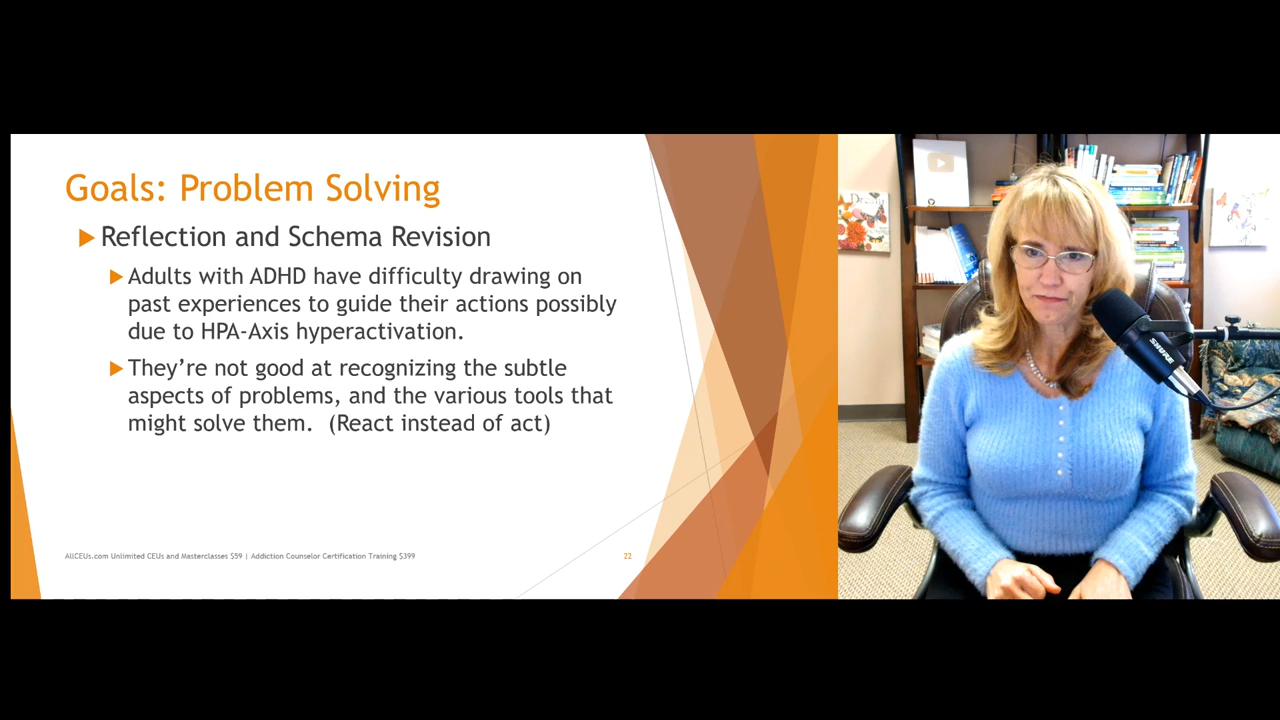 Goals: Problem Solving
Reflection and Schema Revision
Adults with ADHD have difficulty drawing on
past experiences to guide their actions possibly
due to HPA-Axis hyperactivation.
They're not good at recognizing the subtle
aspects of problems, and the various tools that
might solve them.  (React instead of act)
AllCEUs.com Unlimited CEUs and Masterclasses $59 | Addiction Counselor Certification Training $399
22
SHURE